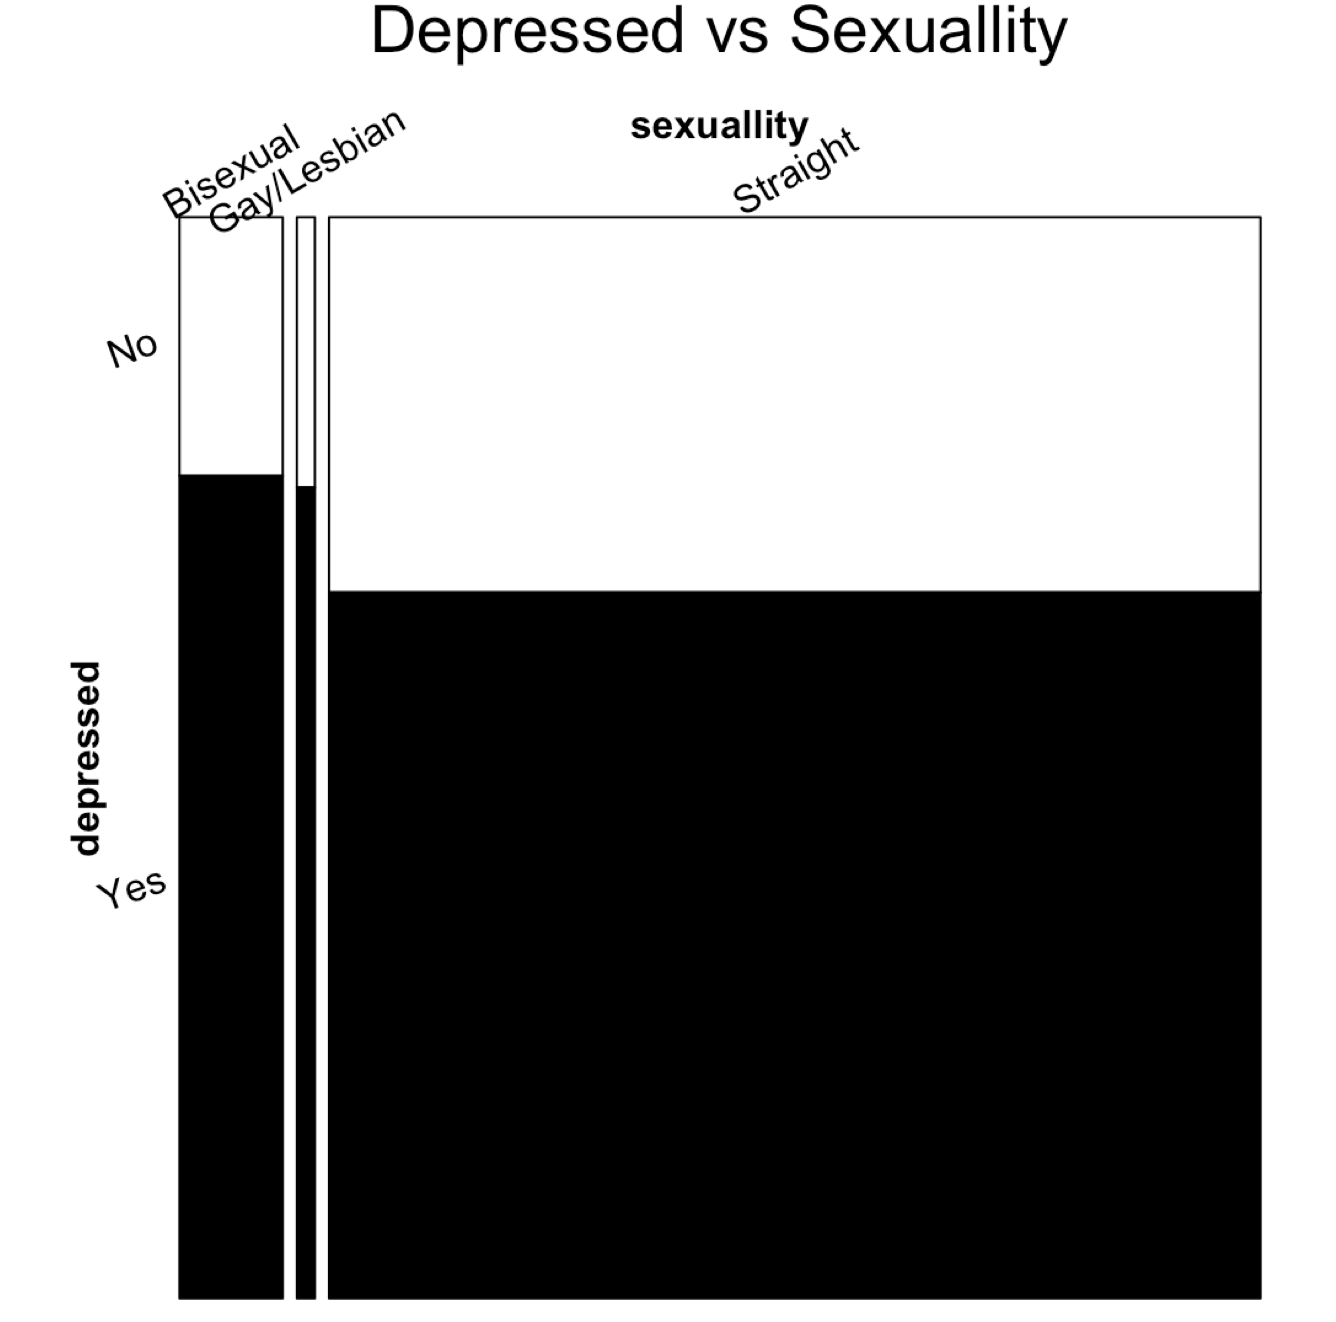 Depressed vs Sexuallity
sexuallity
Bisexual
Gay/Lesbian
Straight
No
depressed
Yes